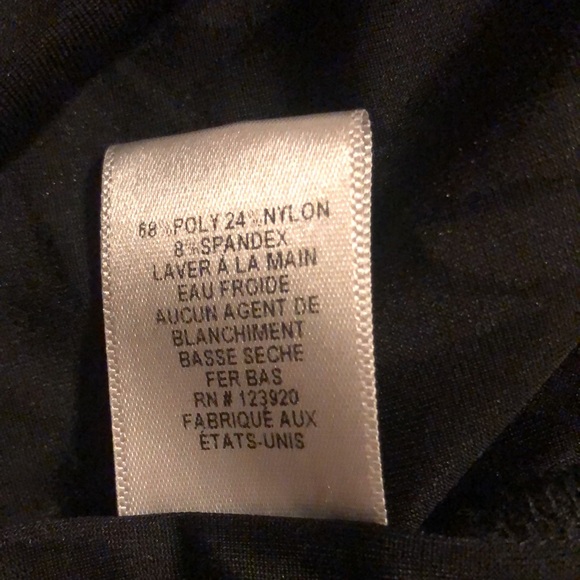 68%POLY 24%NYLON
8%SPANDEX
LAVER À LA MAIN
EAU FROIDE
AUCUN AGENT DE
BLANCHIMENT
BASSE SECHE
FER BAS
RN # 123920
FABRIQUÉ AUX
ÉTATS-UNIS